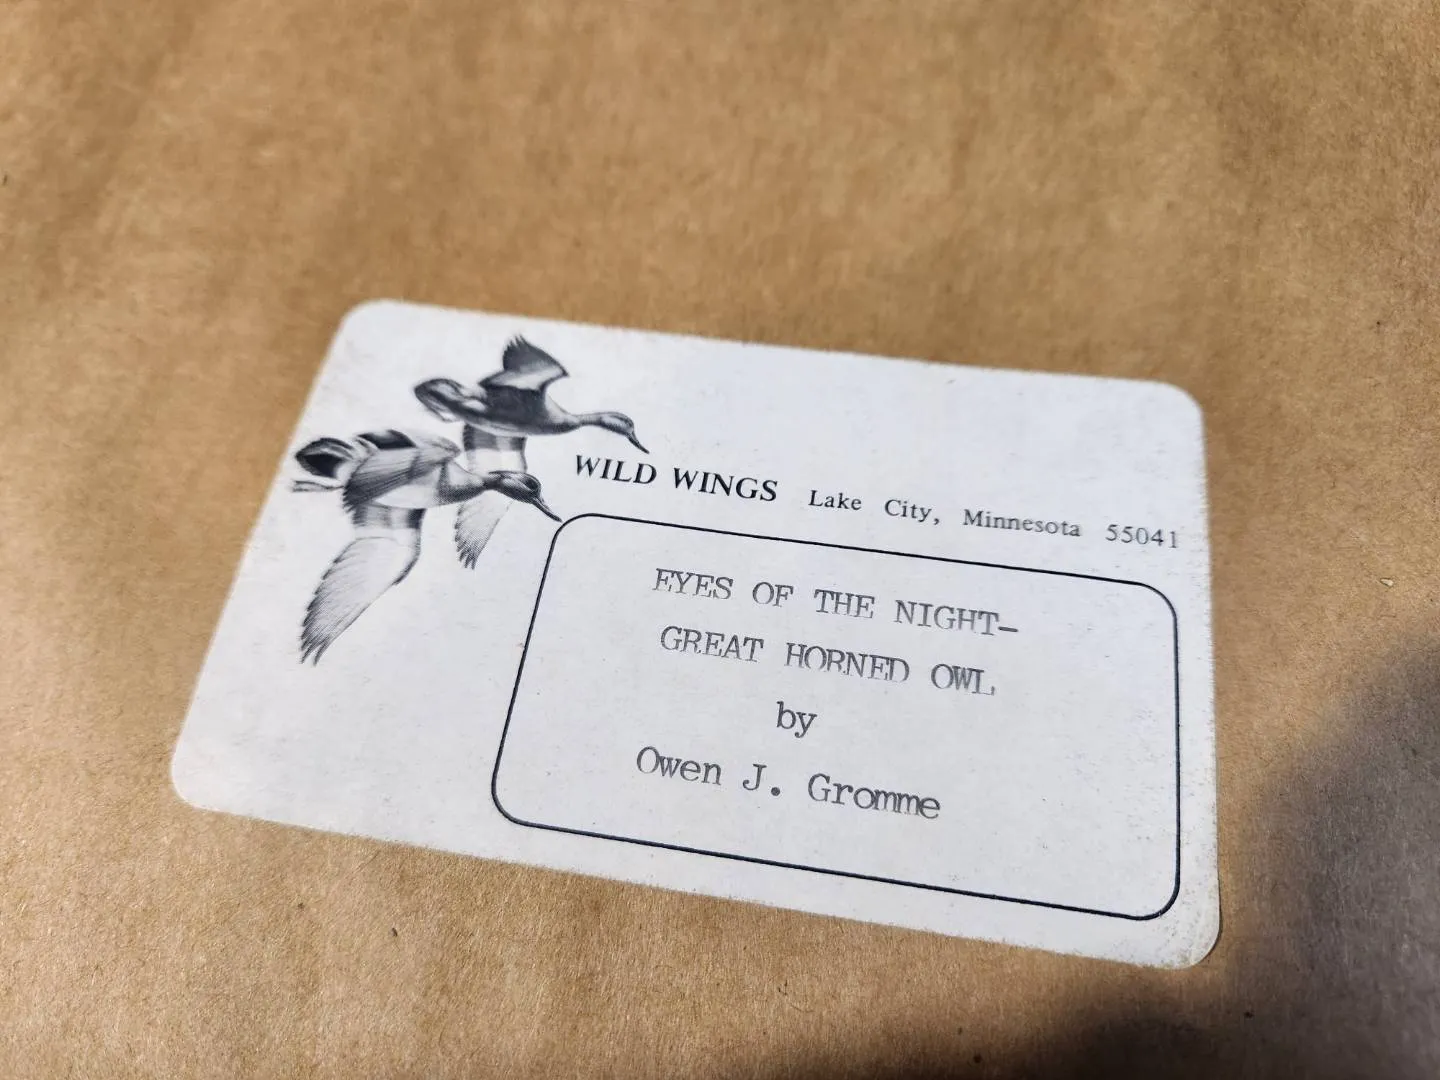 WILD WINGS Lake City, Minnesota 55041
EYES OF THE NIGHT-
GREAT HORNED OWL
by
Owen J. Gromme